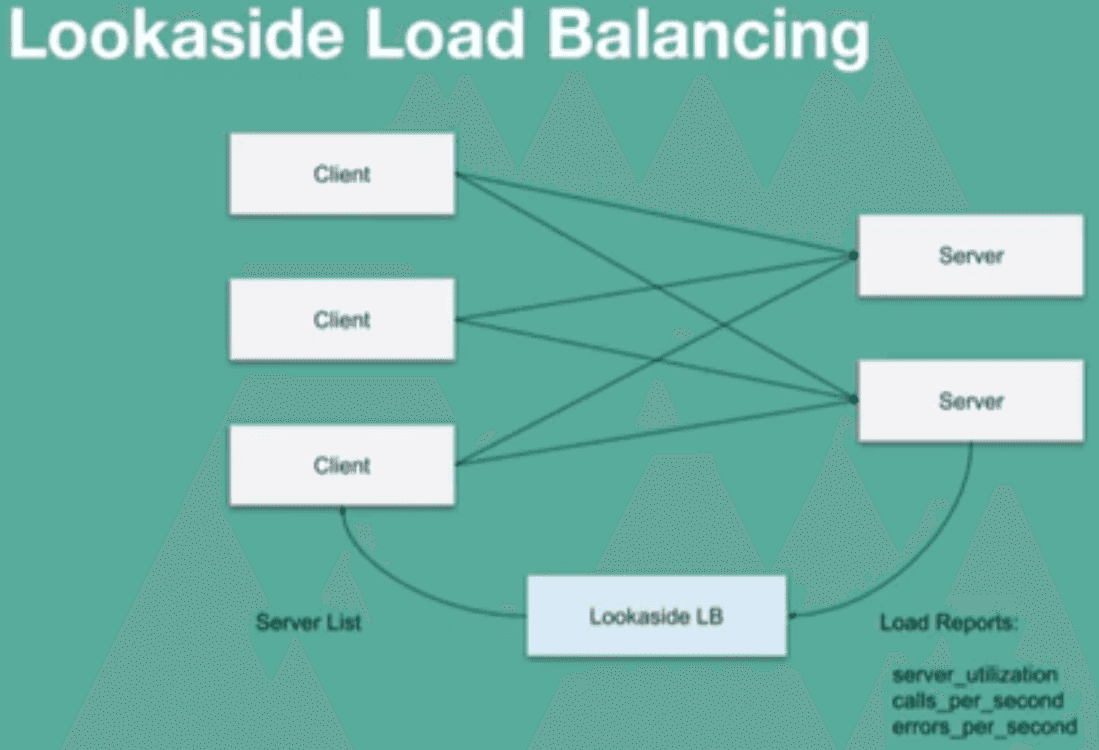 Lookaside Load Balancing
Client
Server
Client
Server
Client
Lookaside LB
Server List
Load Reports:
server_utilization
calls_per_second
errors_per_second